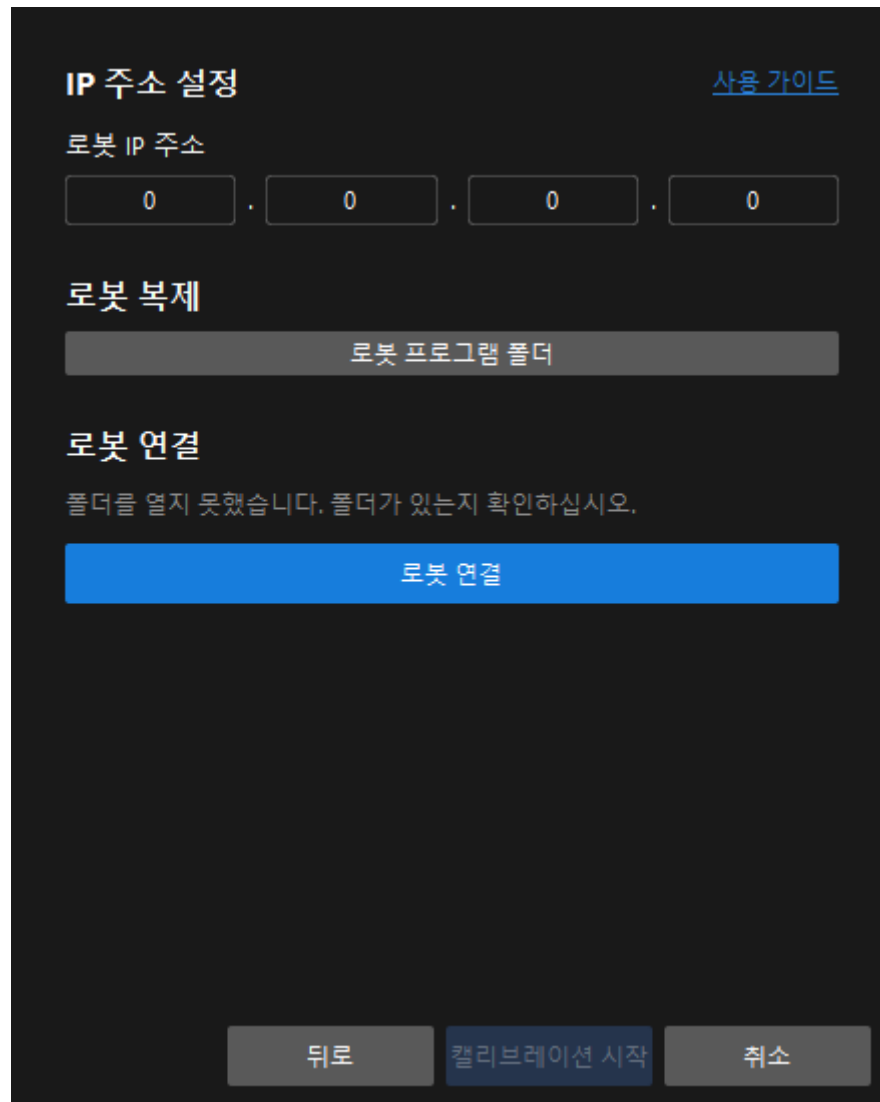 IP 주소 설정 사용 가이드
로봇 IP 주소
0 . 0 . 0 . 0
로봇 복제
로봇 프로그램 폴더
로봇 연결
폴더를 열지 못했습니다. 폴더가 있는지 확인하십시오.
로봇 연결
뒤로 캘리브레이션 시작 취소